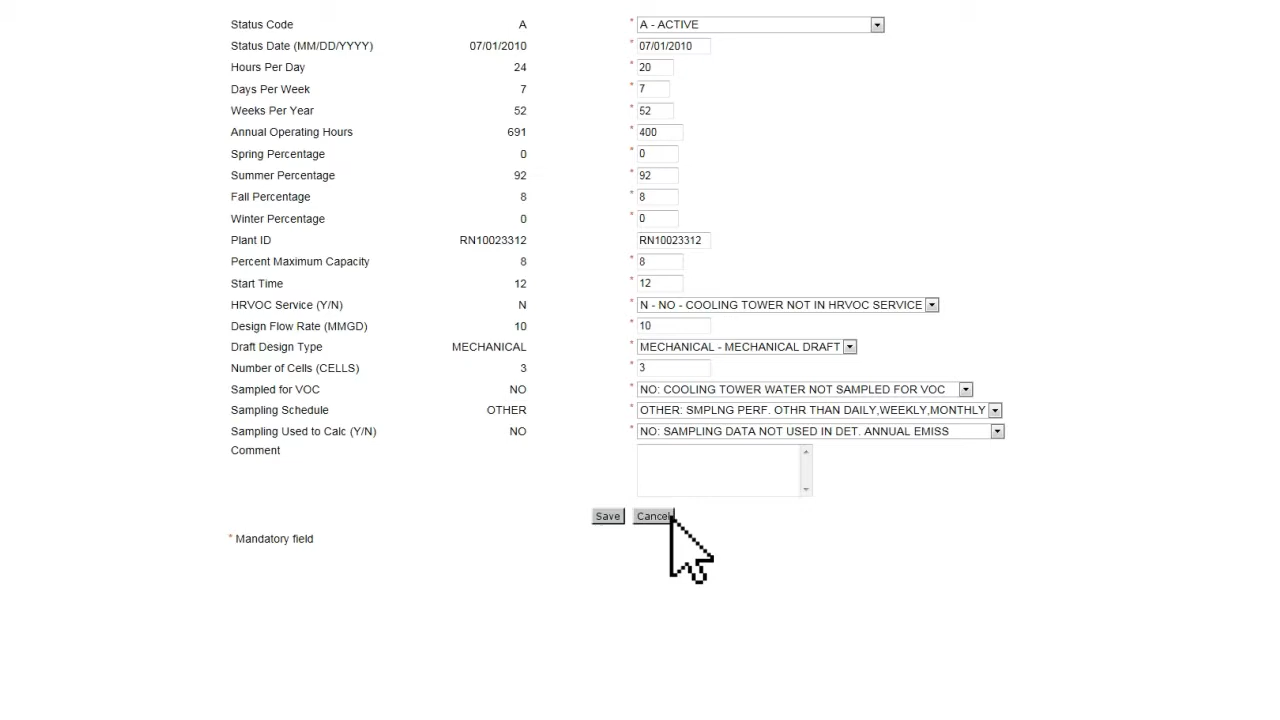 Status Code A * A - ACTIVE
Status Date (MM/DD/YYYY) 07/01/2010 * 07/01/2010
Hours Per Day 24 * 20
Days Per Week 7 * 7
Weeks Per Year 52 * 52
Annual Operating Hours 691 * 400
Spring Percentage 0 * 0
Summer Percentage 92 * 92
Fall Percentage 8 * 8
Winter Percentage 0 * 0
Plant ID RN10023312 RN10023312
Percent Maximum Capacity 8 * 8
Start Time 12 * 12
HRVOC Service (Y/N) N * N - NO - COOLING TOWER NOT IN HRVOC SERVICE
Design Flow Rate (MMGD) 10 * 10
Draft Design Type MECHANICAL * MECHANICAL - MECHANICAL DRAFT
Number of Cells (CELLS) 3 * 3
Sampled for VOC NO * NO: COOLING TOWER WATER NOT SAMPLED FOR VOC
Sampling Schedule OTHER * OTHER: SMPLNG PERF. OTHR THAN DAILY,WEEKLY,MONTHLY
Sampling Used to Calc (Y/N) NO * NO: SAMPLING DATA NOT USED IN DET. ANNUAL EMISS
Comment
Save Cancel
* Mandatory field